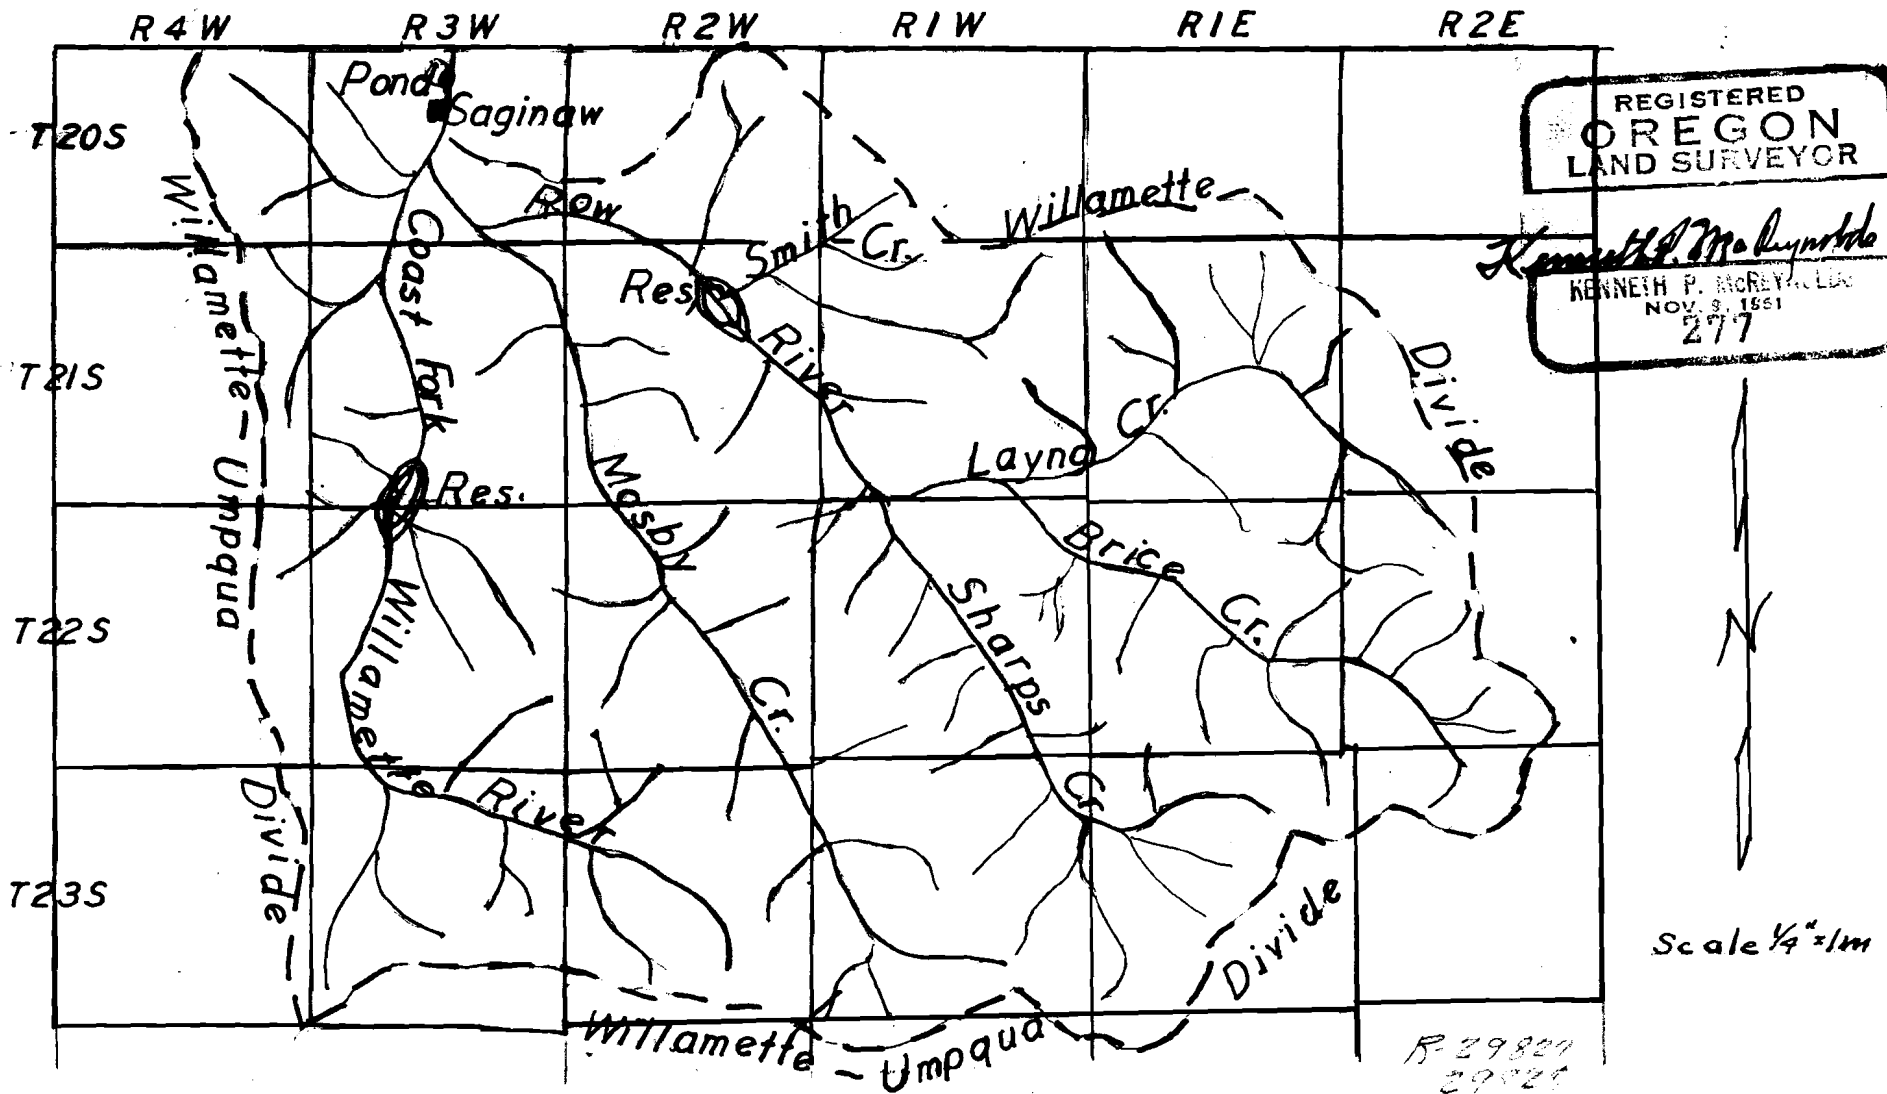 R4W R3W R2W R1W R1E R2E
Pond
Saginaw
T20S
REGISTERED
OREGON
LAND SURVEYOR
Kenneth P. McReynolds
KENNETH P.
NOV. 9, 1951
277
Willamette - Umpqua
Divide
Row
River
Smith
Cr.
Willamette
Divide
Res.
Coast Fork
Willamette
River
T21S
Layng
Cr.
Res.
Mosby
Cr.
Brice
Cr.
Sharps
Cr.
T22S
T23S
Divide
Willamette - Umpqua
N
Scale 1/4"=1m